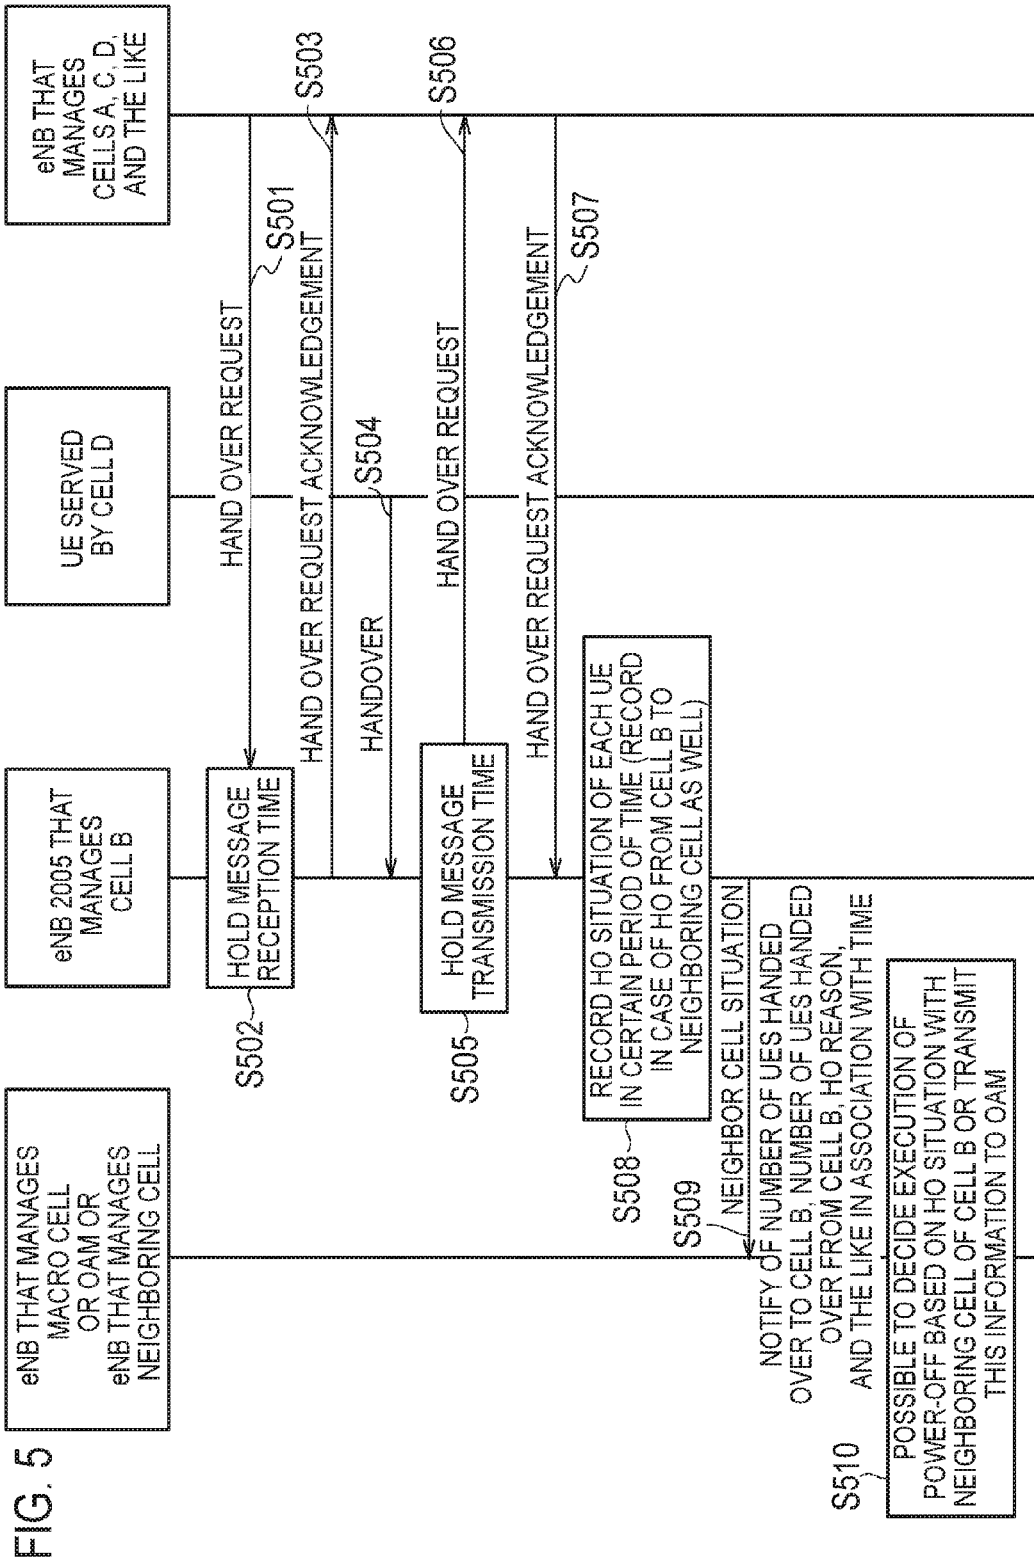 FIG. 5
eNB THAT MANAGES
MACRO CELL
OR OAM OR
eNB THAT MANAGES
NEIGHBORING CELL
eNB 2005 THAT
MANAGES
CELL B
UE SERVED
BY CELL D
eNB THAT
MANAGES
CELLS A, C, D,
AND THE LIKE
HAND OVER REQUEST
S501
S502
HOLD MESSAGE
RECEPTION TIME
HAND OVER REQUEST ACKNOWLEDGEMENT
S503
HANDOVER
S504
S505
HOLD MESSAGE
TRANSMISSION TIME
HAND OVER REQUEST
S506
HAND OVER REQUEST ACKNOWLEDGEMENT
S507
S508
RECORD HO SITUATION OF EACH UE
IN CERTAIN PERIOD OF TIME (RECORD
IN CASE OF HO FROM CELL B TO
NEIGHBORING CELL AS WELL)
S509
NEIGHBOR CELL SITUATION
NOTIFY OF NUMBER OF UES HANDED
OVER TO CELL B, NUMBER OF UES HANDED
OVER FROM CELL B, HO REASON,
AND THE LIKE IN ASSOCIATION WITH TIME
S510
POSSIBLE TO DECIDE EXECUTION OF
POWER-OFF BASED ON HO SITUATION WITH
NEIGHBORING CELL OF CELL B OR TRANSMIT
THIS INFORMATION TO OAM